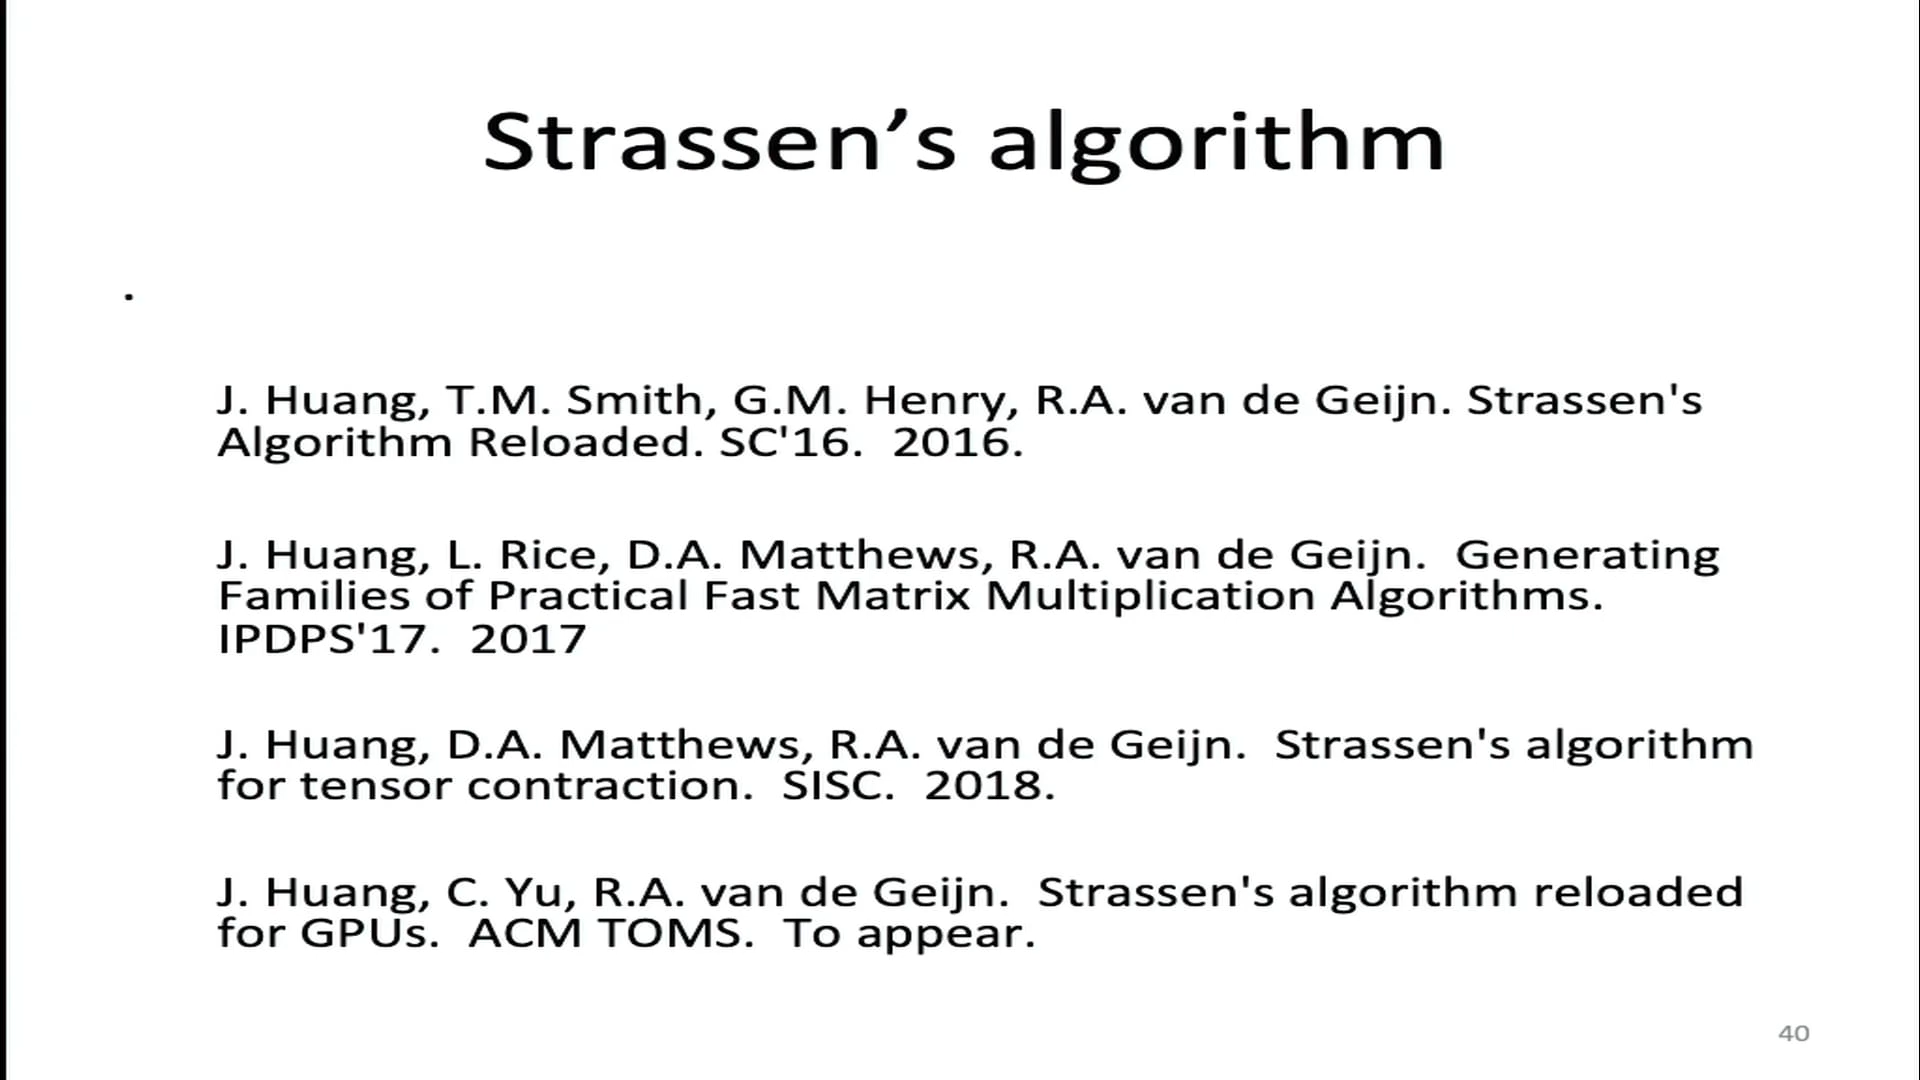 Strassen’s algorithm
.
J. Huang, T.M. Smith, G.M. Henry, R.A. van de Geijn. Strassen's
Algorithm Reloaded. SC'16.  2016.
J. Huang, L. Rice, D.A. Matthews, R.A. van de Geijn.  Generating
Families of Practical Fast Matrix Multiplication Algorithms.
IPDPS'17.  2017
J. Huang, D.A. Matthews, R.A. van de Geijn.  Strassen's algorithm
for tensor contraction.  SISC.  2018.
J. Huang, C. Yu, R.A. van de Geijn.  Strassen's algorithm reloaded
for GPUs.  ACM TOMS.  To appear.
40